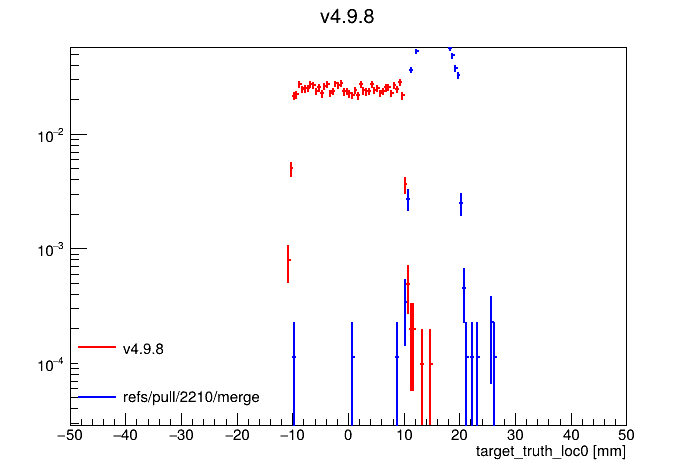 v4.9.8
10⁻²
10⁻³
10⁻⁴
v4.9.8
refs/pull/2210/merge
−50 −40 −30 −20 −10 0 10 20 30 40 50
target_truth_loc0 [mm]